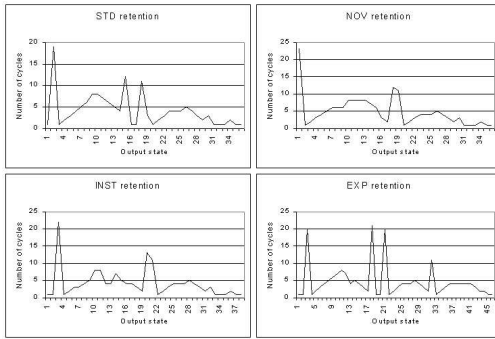 STD retention
20
15
10
5
0
Number of cycles
1 4 7 10 13 16 19 22 25 28 31 34
Output state
NOV retention
25
20
15
10
5
0
Number of cycles
1 4 7 10 13 16 19 22 25 28 31 34
Output state
INST retention
25
20
15
10
5
0
Number of cycles
1 4 7 10 13 16 19 22 25 28 31 34 37
Output state
EXP retention
25
20
15
10
5
0
Number of cycles
1 5 9 13 17 21 25 29 33 37 41 45
Output state